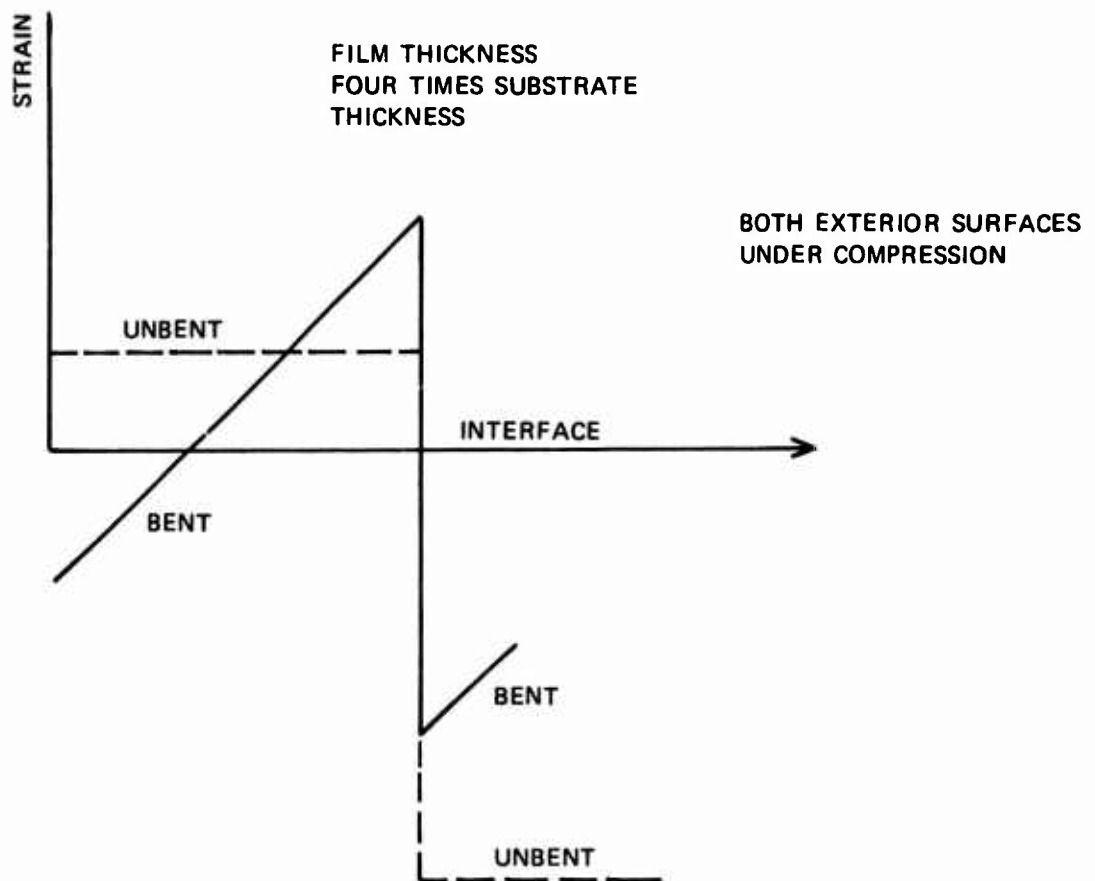 STRAIN
FILM THICKNESS
FOUR TIMES SUBSTRATE
THICKNESS
BOTH EXTERIOR SURFACES
UNDER COMPRESSION
UNBENT
INTERFACE
BENT
BENT
UNBENT